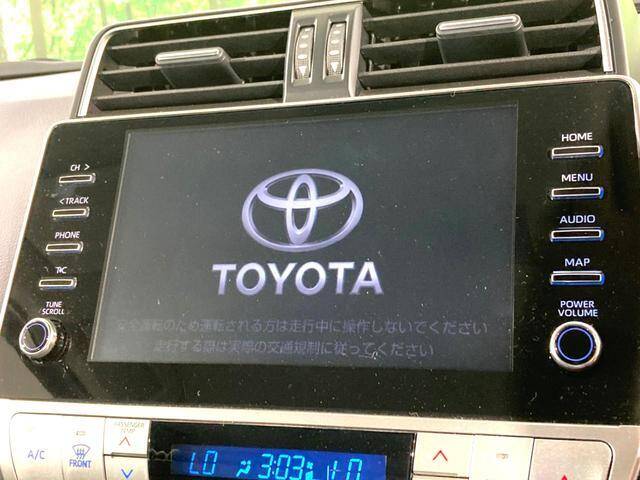 CH >
< TRACK
PHONE
T/C
TUNE
/SCROLL
HOME
MENU
AUDIO
MAP
POWER
VOLUME
TOYOTA
安全運転のため運転される方は走行中に操作しないでください
走行する際は実際の交通規制に従ってください
A/C
FRONT
PASSENGER
TEMP
LO
3:03